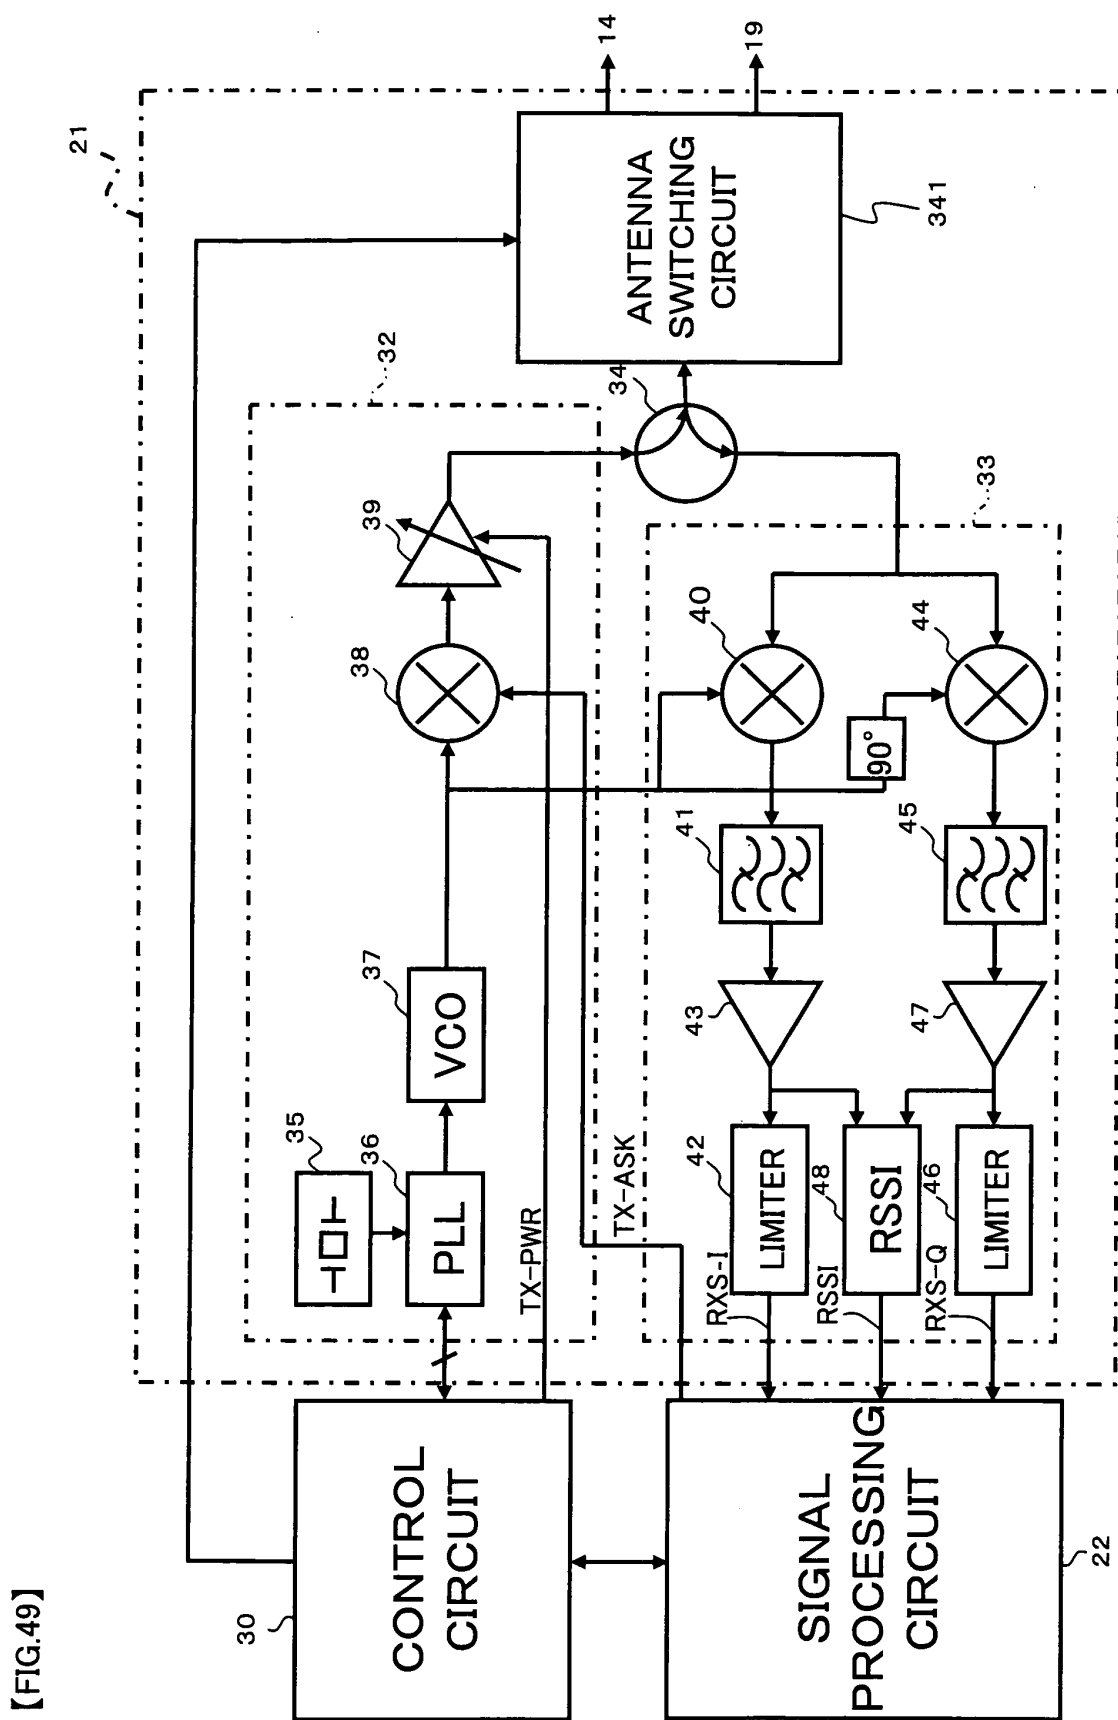 【FIG.49】
21
14
19
ANTENNA
SWITCHING
CIRCUIT
341
32
34
39
38
37
VCO
35
36
PLL
TX-PWR
TX-ASK
33
40
44
90°
41
45
43
47
42
LIMITER
48
RSSI
46
LIMITER
RXS-I
RSSI
RXS-Q
30
CONTROL
CIRCUIT
SIGNAL
PROCESSING
CIRCUIT
22